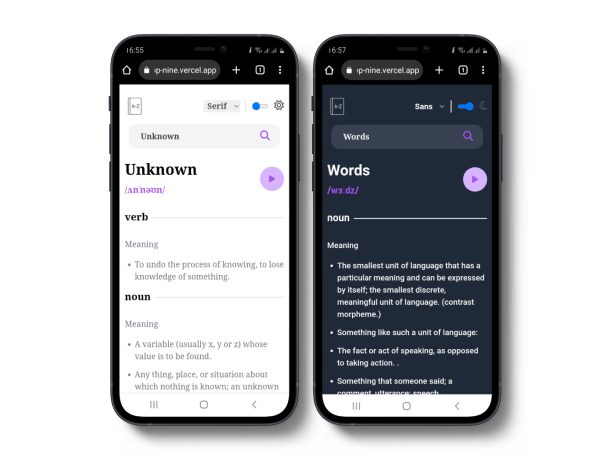 16:55
ɔp-nine.vercel.app
1
A-Z
Serif
Unknown
Unknown
/ʌnˈnəʊn/
verb
Meaning
• To undo the process of knowing, to lose
knowledge of something.
noun
Meaning
• A variable (usually x, y or z) whose
value is to be found.
• Any thing, place, or situation about
which nothing is known; an unknown
16:57
ɔp-nine.vercel.app
1
A-Z
Sans
Words
Words
/wɜːdz/
noun
Meaning
• The smallest unit of language that has a
particular meaning and can be expressed
by itself; the smallest discrete,
meaningful unit of language. (contrast
morpheme.)
• Something like such a unit of language:
• The fact or act of speaking, as opposed
to taking action. .
• Something that someone said; a
comment, utterance; speech.